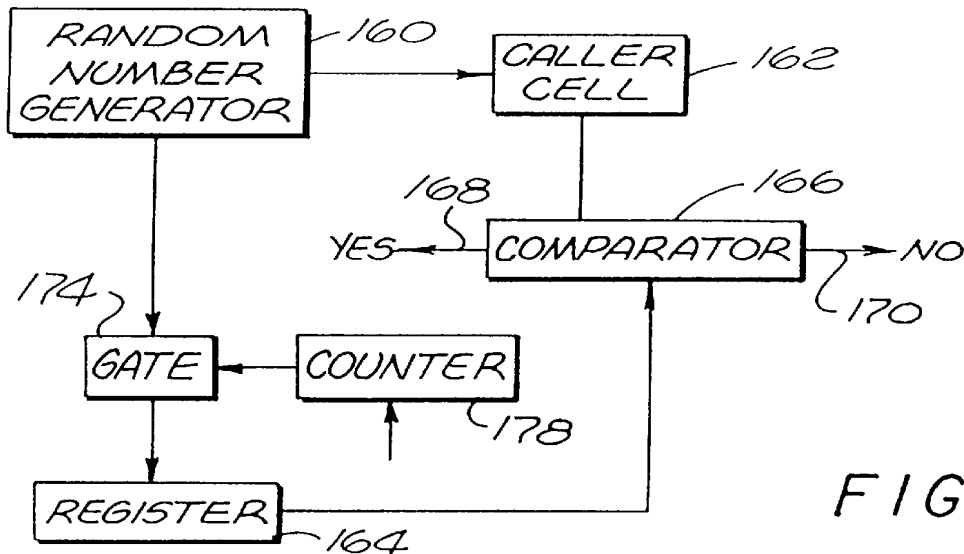 RANDOM
NUMBER
GENERATOR
160
CALLER
CELL
162
168
166
YES
COMPARATOR
NO
170
174
GATE
COUNTER
178
REGISTER
164
FIG